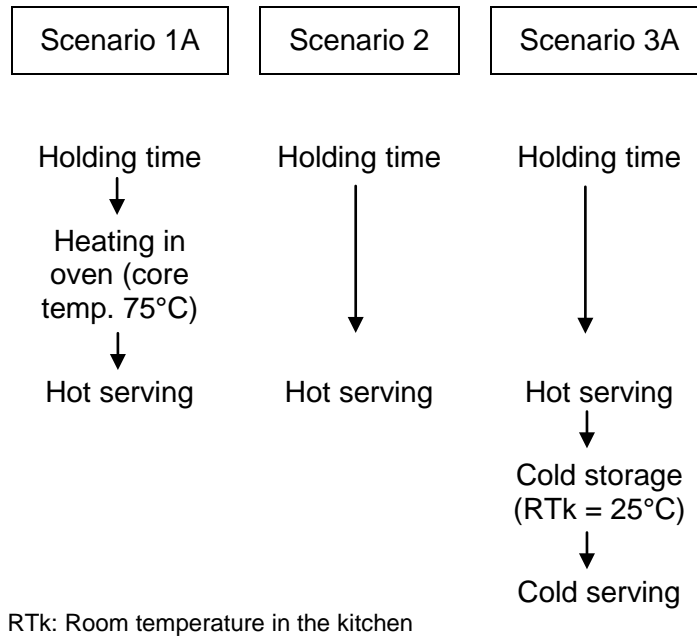 Scenario 1A
Scenario 2
Scenario 3A
Holding time
Holding time
Holding time
Heating in
oven (core
temp. 75°C)
Hot serving
Hot serving
Hot serving
Cold storage
(RTk = 25°C)
Cold serving
RTk: Room temperature in the kitchen